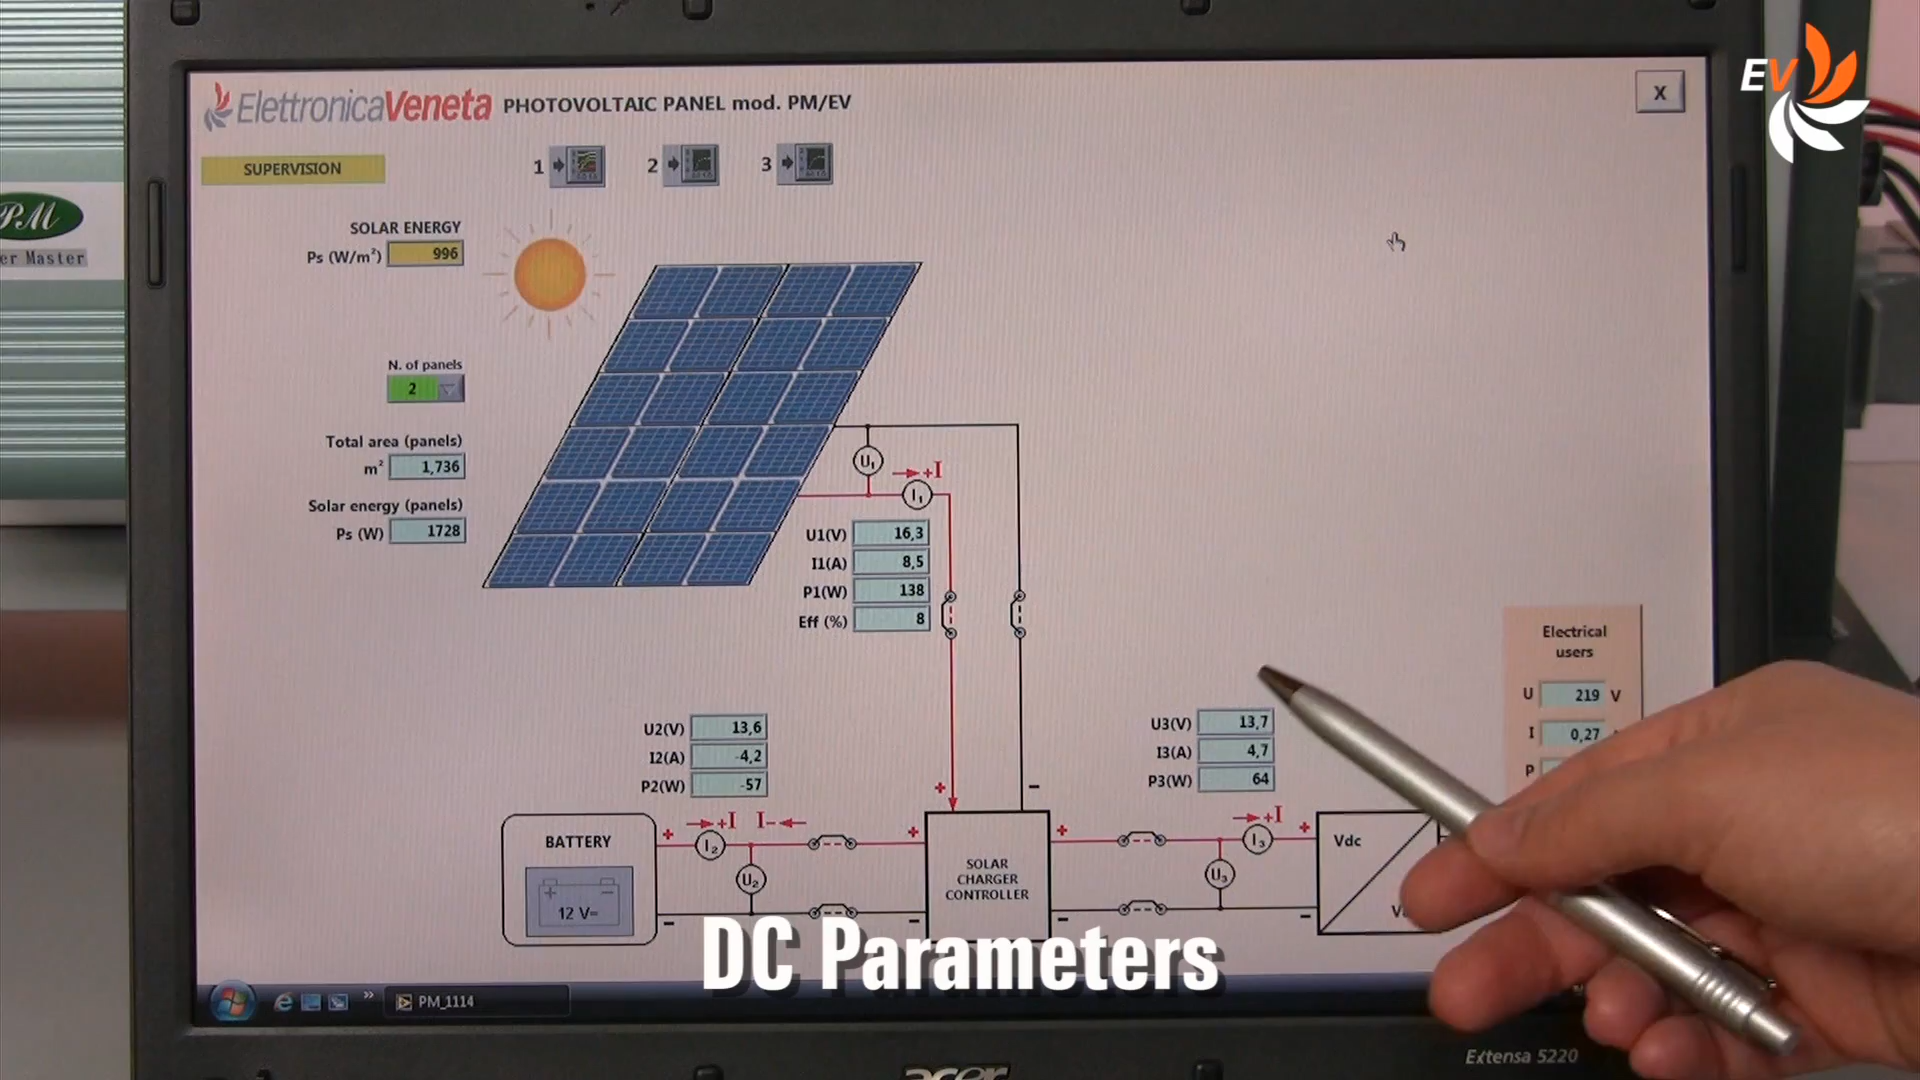 ElettronicaVeneta PHOTOVOLTAIC PANEL mod. PM/EV
X
EV
SUPERVISION
1
2
3
PM
er Master
SOLAR ENERGY
Ps (W/m²) 996
N. of panels
2
Total area (panels)
m² 1,736
Solar energy (panels)
Ps (W) 1728
U₁
+I
I₁
U1(V) 16,3
I1(A) 8,5
P1(W) 138
Eff (%) 8
Electrical
users
U 219 V
I 0,27
P
U2(V) 13,6
I2(A) -4,2
P2(W) -57
U3(V) 13,7
I3(A) 4,7
P3(W) 64
+ −
BATTERY
+ −
12 V=
+ +I I- +
I₂
U₂
− −
SOLAR
CHARGER
CONTROLLER
+ +I +
I₃
U₃
− −
Vdc
DC Parameters
PM_1114
acer
Extensa 5220